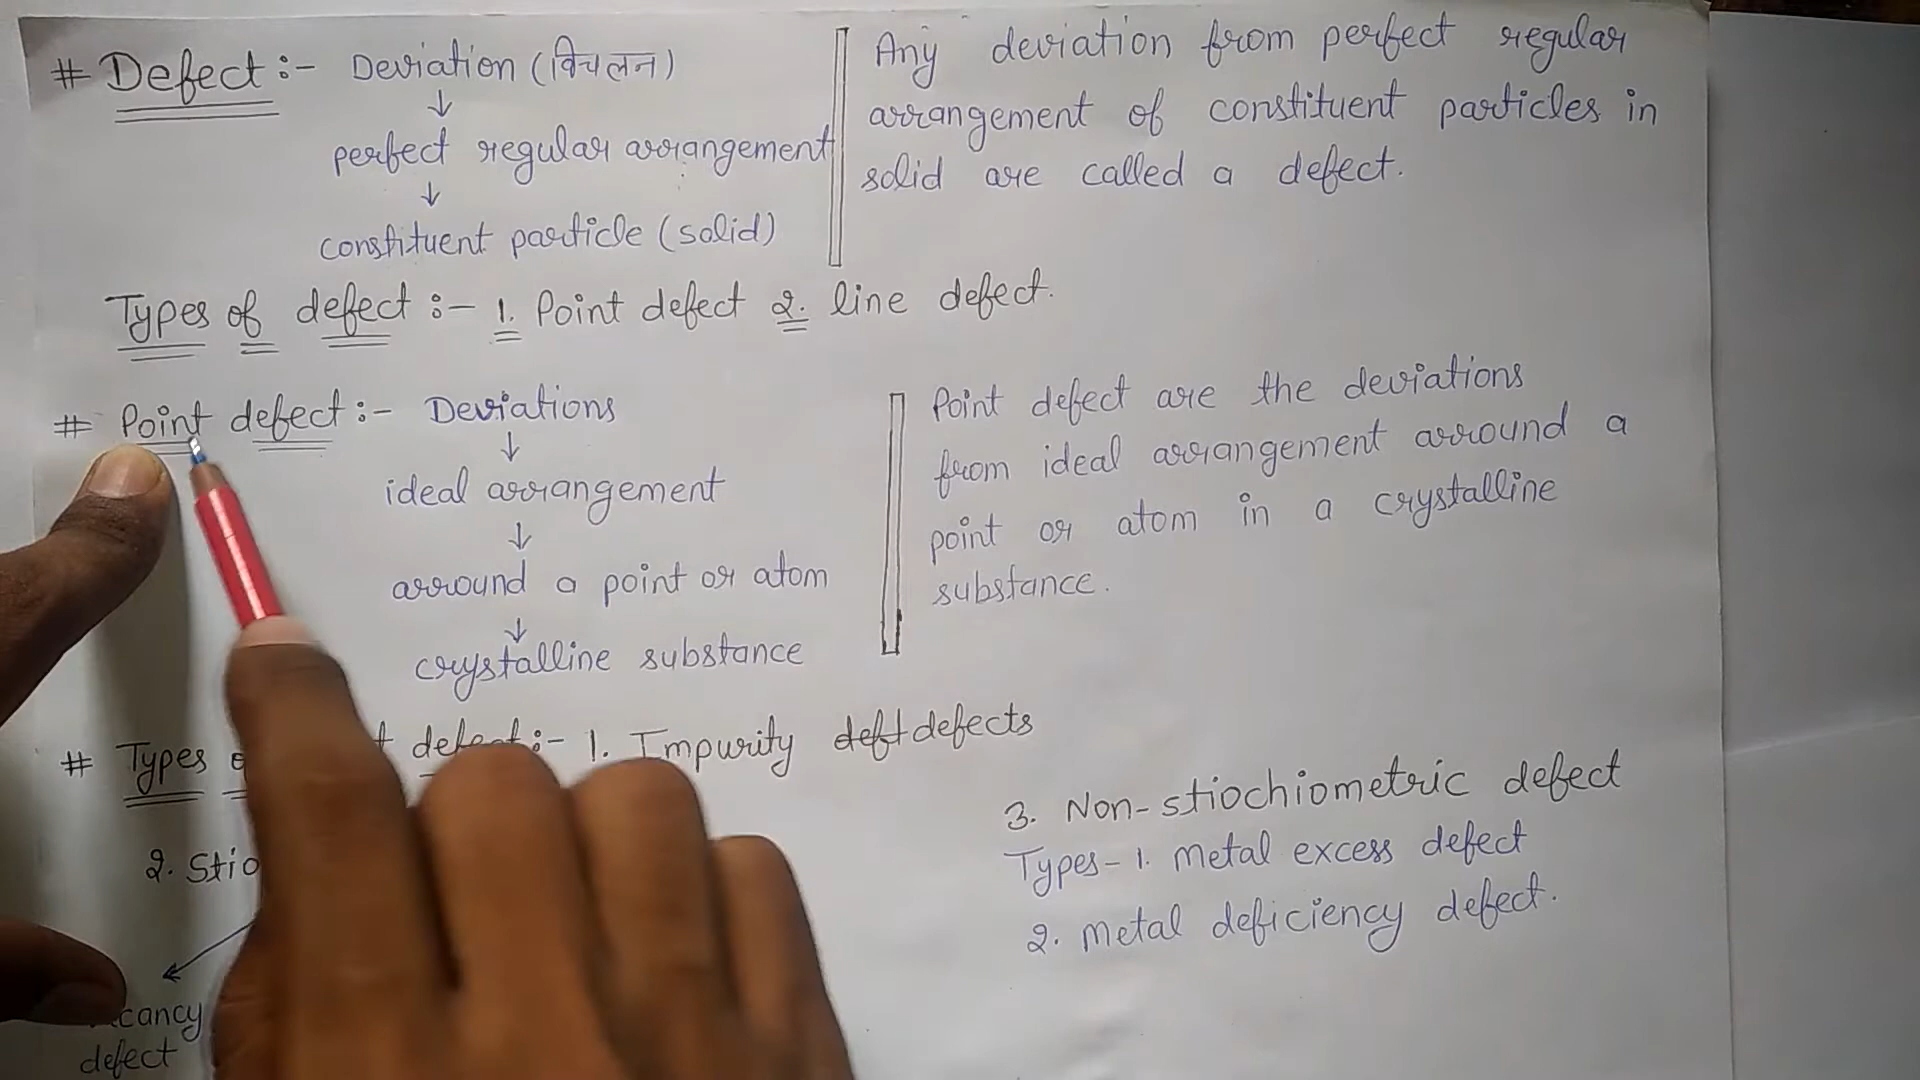 # Defect :- Deviation (विचलन)
↓
perfect regular arrangement
↓
constituent particle (solid)
Any deviation from perfect regular
arrangement of constituent particles in
solid are called a defect.
Types of defect :- 1. Point defect 2. line defect.
# Point defect :- Deviations
↓
ideal arrangement
↓
arround a point or atom
↓
crystalline substance
Point defect are the deviations
from ideal arrangement arround a
point or atom in a crystalline
substance.
# Types defect :- 1. Impurity defects
2. Stio
cancy
defect
3. Non-stiochiometric defect
Types- 1. Metal excess defect
2. Metal deficiency defect.